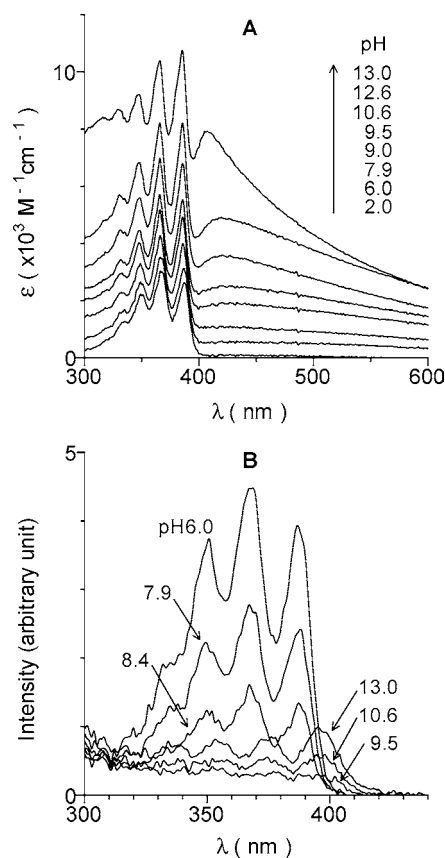 A
pH
13.0
12.6
10.6
9.5
9.0
7.9
6.0
2.0
10
0
ε ( x10³ M⁻¹cm⁻¹ )
300 400 500 600
λ ( nm )
B
5
0
Intensity (arbitrary unit)
pH6.0
7.9
8.4
13.0
10.6
9.5
300 350 400
λ ( nm )